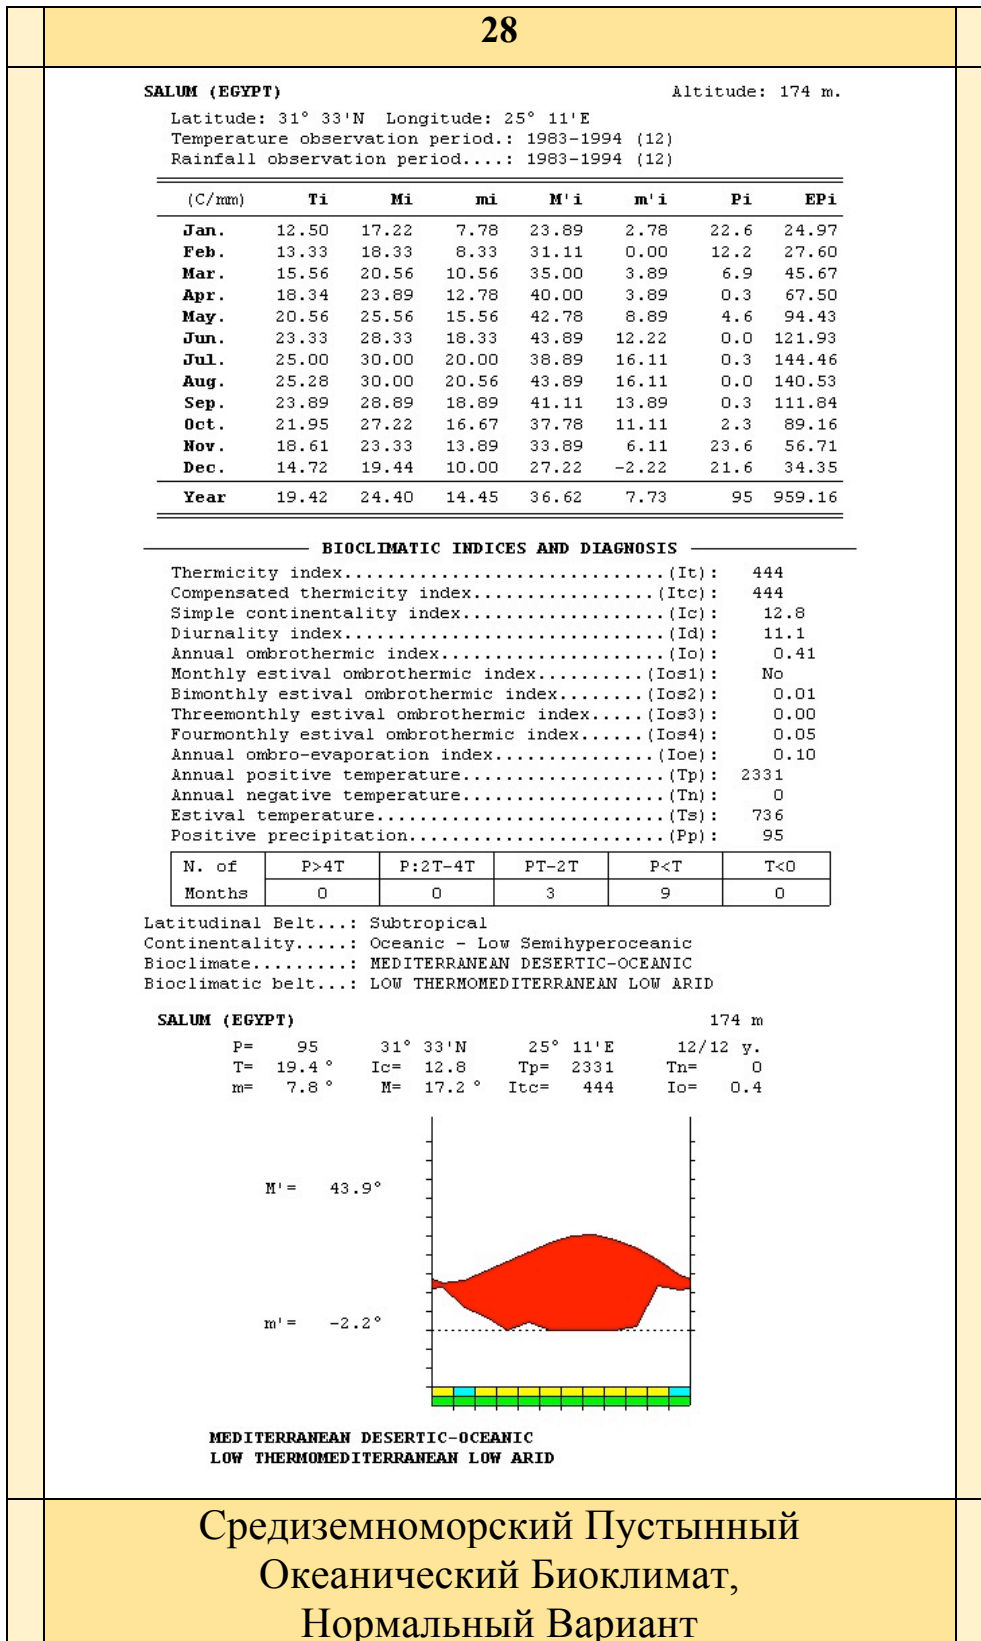 28
SALUM (EGYPT) Altitude: 174 m.
Latitude: 31° 33'N Longitude: 25° 11'E
Temperature observation period.: 1983-1994 (12)
Rainfall observation period....: 1983-1994 (12)
(C/mm) Ti Mi mi M'i m'i Pi EPi
Jan. 12.50 17.22 7.78 23.89 2.78 22.6 24.97
Feb. 13.33 18.33 8.33 31.11 0.00 12.2 27.60
Mar. 15.56 20.56 10.56 35.00 3.89 6.9 45.67
Apr. 18.34 23.89 12.78 40.00 3.89 0.3 67.50
May. 20.56 25.56 15.56 42.78 8.89 4.6 94.43
Jun. 23.33 28.33 18.33 43.89 12.22 0.0 121.93
Jul. 25.00 30.00 20.00 38.89 16.11 0.3 144.46
Aug. 25.28 30.00 20.56 43.89 16.11 0.0 140.53
Sep. 23.89 28.89 18.89 41.11 13.89 0.3 111.84
Oct. 21.95 27.22 16.67 37.78 11.11 2.3 89.16
Nov. 18.61 23.33 13.89 33.89 6.11 23.6 56.71
Dec. 14.72 19.44 10.00 27.22 -2.22 21.6 34.35
Year 19.42 24.40 14.45 36.62 7.73 95 959.16
BIOCLIMATIC INDICES AND DIAGNOSIS
Thermicity index..............................(It): 444
Compensated thermicity index.................(Itc): 444
Simple continentality index...................(Ic): 12.8
Diurnality index..............................(Id): 11.1
Annual ombrothermic index.....................(Io): 0.41
Monthly estival ombrothermic index..........(Ios1): No
Bimonthly estival ombrothermic index........(Ios2): 0.01
Threemonthly estival ombrothermic index.....(Ios3): 0.00
Fourmonthly estival ombrothermic index......(Ios4): 0.05
Annual ombro-evaporation index...............(Ioe): 0.10
Annual positive temperature...................(Tp): 2331
Annual negative temperature...................(Tn): 0
Estival temperature...........................(Ts): 736
Positive precipitation........................(Pp): 95
N. of P>4T P:2T-4T PT-2T P<T T<0
Months 0 0 3 9 0
Latitudinal Belt...: Subtropical
Continentality.....: Oceanic - Low Semihyperoceanic
Bioclimate.........: MEDITERRANEAN DESERTIC-OCEANIC
Bioclimatic belt...: LOW THERMOMEDITERRANEAN LOW ARID
SALUM (EGYPT) 174 m
P= 95 31° 33'N 25° 11'E 12/12 y.
T= 19.4° Ic= 12.8 Tp= 2331 Tn= 0
m= 7.8° M= 17.2° Itc= 444 Io= 0.4
M'= 43.9°
m'= -2.2°
MEDITERRANEAN DESERTIC-OCEANIC
LOW THERMOMEDITERRANEAN LOW ARID
Средиземноморский Пустынный
Океанический Биоклимат,
Нормальный Вариант